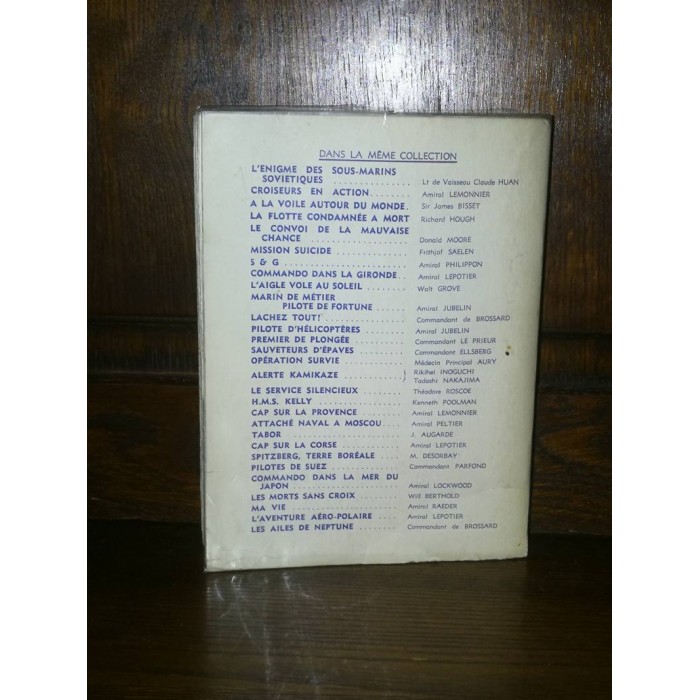 DANS LA MÊME COLLECTION
L'ENIGME DES SOUS-MARINS
SOVIETIQUES ................ Lt de Vaisseau Claude HUAN
CROISEURS EN ACTION ........ Amiral LEMONNIER
A LA VOILE AUTOUR DU MONDE. Sir James BISSET
LA FLOTTE CONDAMNÉE A MORT Richard HOUGH
LE CONVOI DE LA MAUVAISE
CHANCE .................... Donald MOORE
MISSION SUICIDE ............ Frithjof SAELEN
S & G ...................... Amiral PHILIPPON
COMMANDO DANS LA GIRONDE .. Amiral LEPOTIER
L'AIGLE VOLE AU SOLEIL ..... Walt GROVE
MARIN DE MÉTIER
PILOTE DE FORTUNE ....... Amiral JUBELIN
LACHEZ TOUT! ............... Commandant de BROSSARD
PILOTE D'HÉLICOPTÈRES ...... Amiral JUBELIN
PREMIER DE PLONGÉE ........ Commandant LE PRIEUR
SAUVETEURS D'ÉPAVES ........ Commandant ELLSBERG
OPÉRATION SURVIE ........... Médecin Principal AURY
ALERTE KAMIKAZE ........... } Rikihei INOGUCHI
Tadashi NAKAJIMA
LE SERVICE SILENCIEUX ....... Théodore ROSCOE
H.M.S. KELLY ................ Kenneth POOLMAN
CAP SUR LA PROVENCE ....... Amiral LEMONNIER
ATTACHÉ NAVAL A MOSCOU ... Amiral PELTIER
TABOR ...................... J. AUGARDE
CAP SUR LA CORSE ........... Amiral LEPOTIER
SPITZBERG, TERRE BORÉALE .. M. DESORBAY
PILOTES DE SUEZ ............. Commandant PARFOND
COMMANDO DANS LA MER DU
JAPON .................... Amiral LOCKWOOD
LES MORTS SANS CROIX ....... Will BERTHOLD
MA VIE ...................... Amiral RAEDER
L'AVENTURE AÉRO-POLAIRE .... Amiral LEPOTIER
LES AILES DE NEPTUNE ....... Commandant de BROSSARD